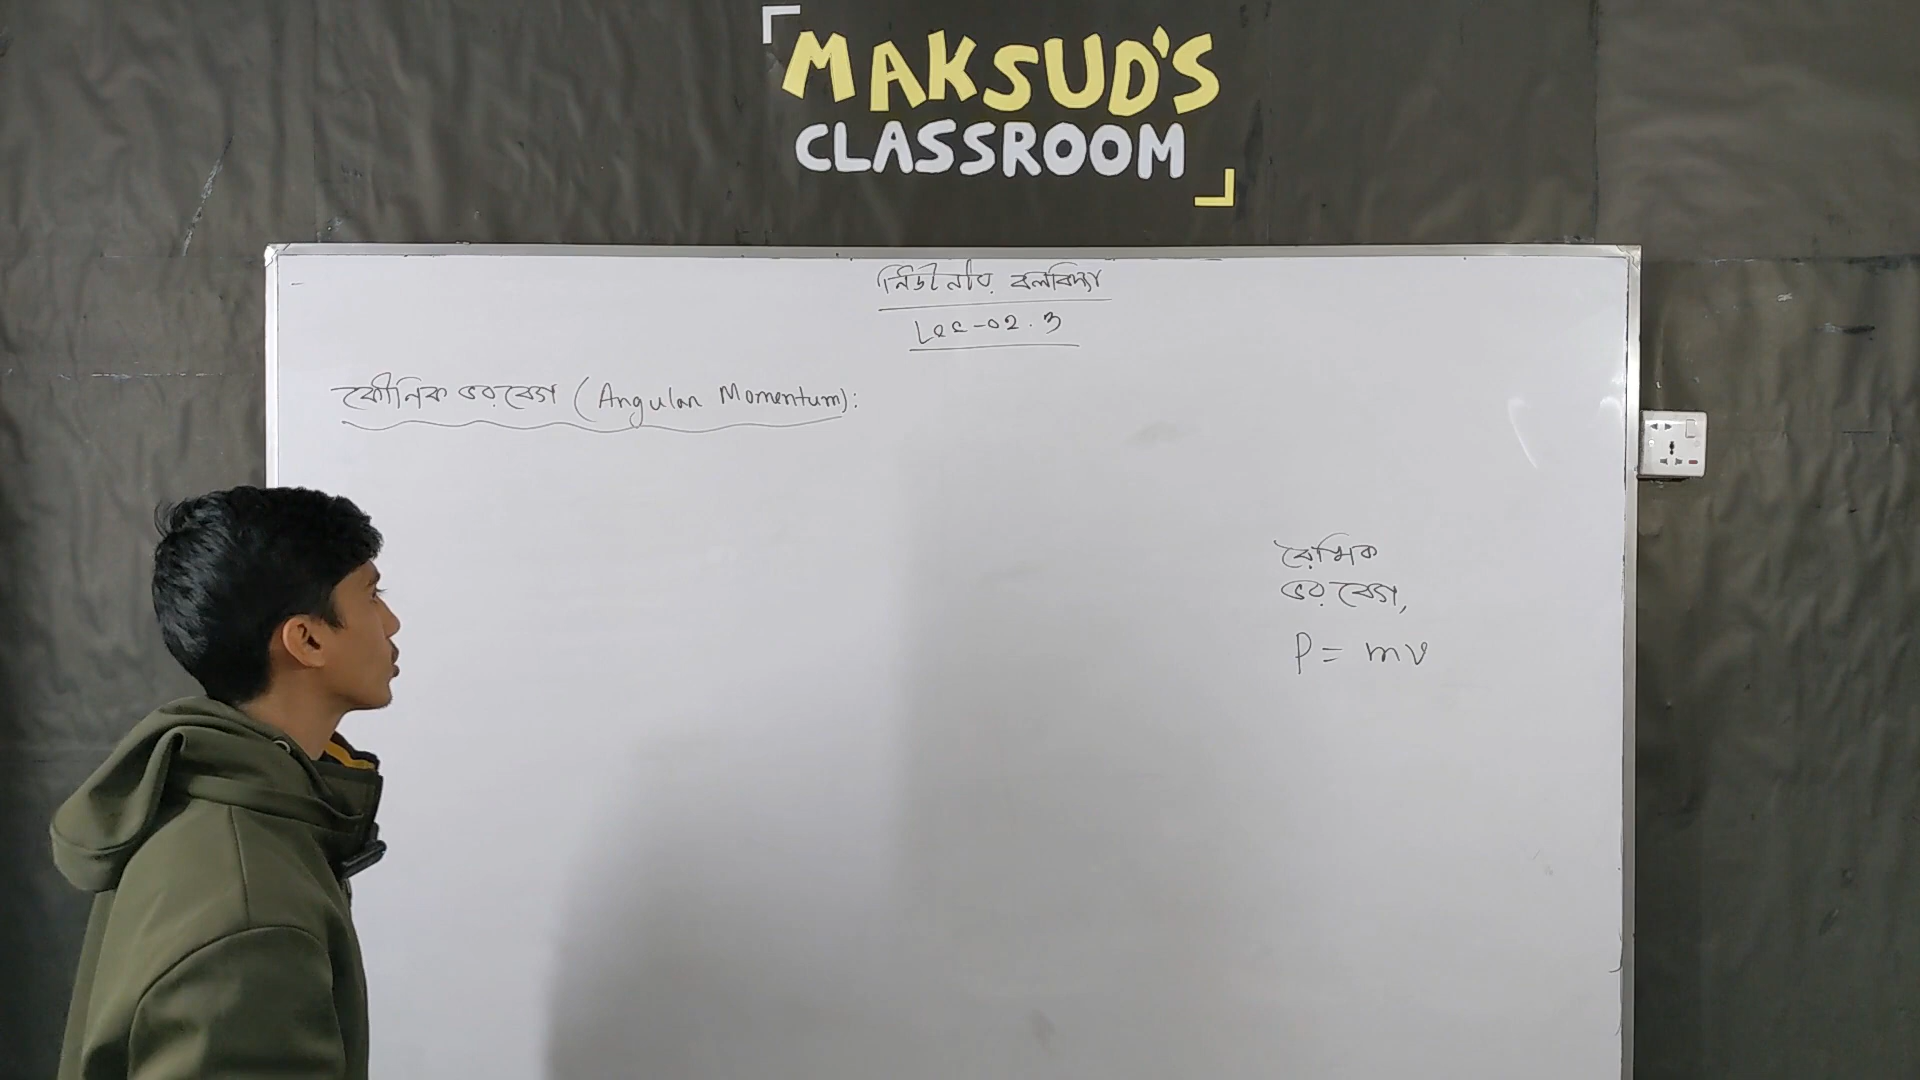 MAKSUD'S
CLASSROOM
নিউটনীয় বলবিদ্যা
Lec-02.3
কৌনিক ভরবেগ (Angular Momentum):
রৈখিক
ভরবেগ,
P = mv